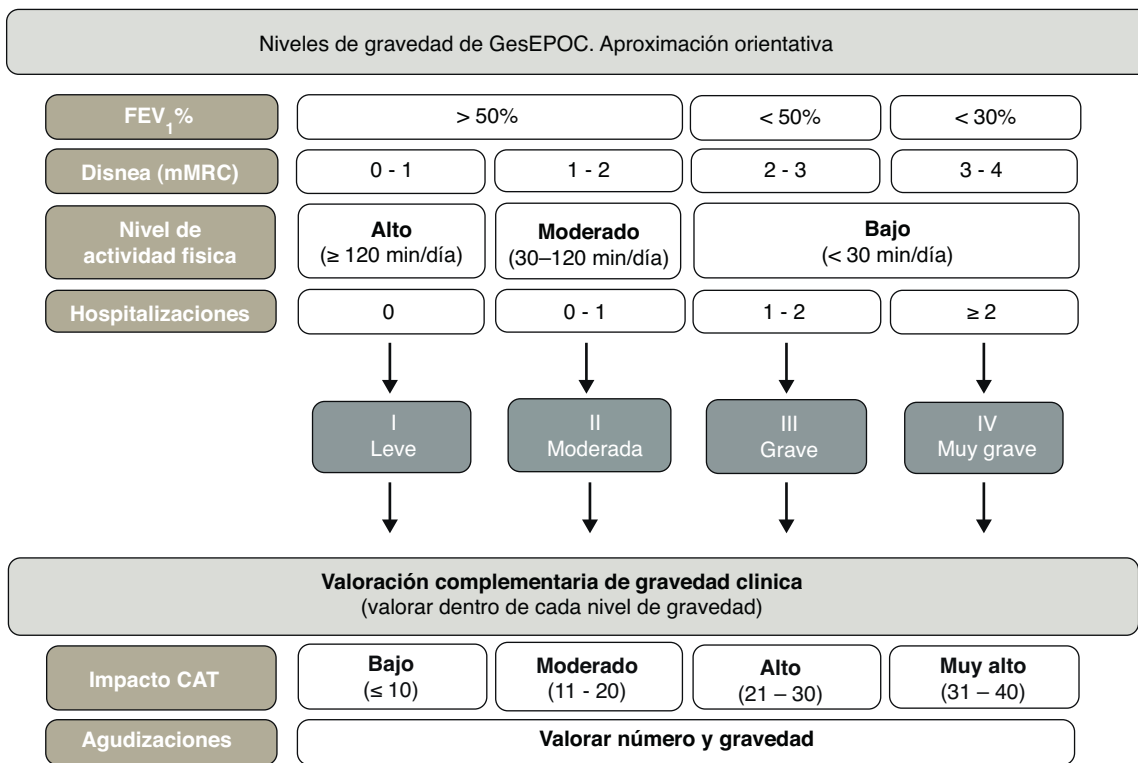 Niveles de gravedad de GesEPOC. Aproximación orientativa
FEV1% > 50% < 50% < 30%
Disnea (mMRC) 0 - 1 1 - 2 2 - 3 3 - 4
Nivel de actividad fisica
Alto
(≥ 120 min/día)
Moderado
(30–120 min/día)
Bajo
(< 30 min/día)
Hospitalizaciones 0 0 - 1 1 - 2 ≥ 2
I
Leve
II
Moderada
III
Grave
IV
Muy grave
Valoración complementaria de gravedad clinica
(valorar dentro de cada nivel de gravedad)
Impacto CAT
Bajo
(≤ 10)
Moderado
(11 - 20)
Alto
(21 – 30)
Muy alto
(31 – 40)
Agudizaciones Valorar número y gravedad